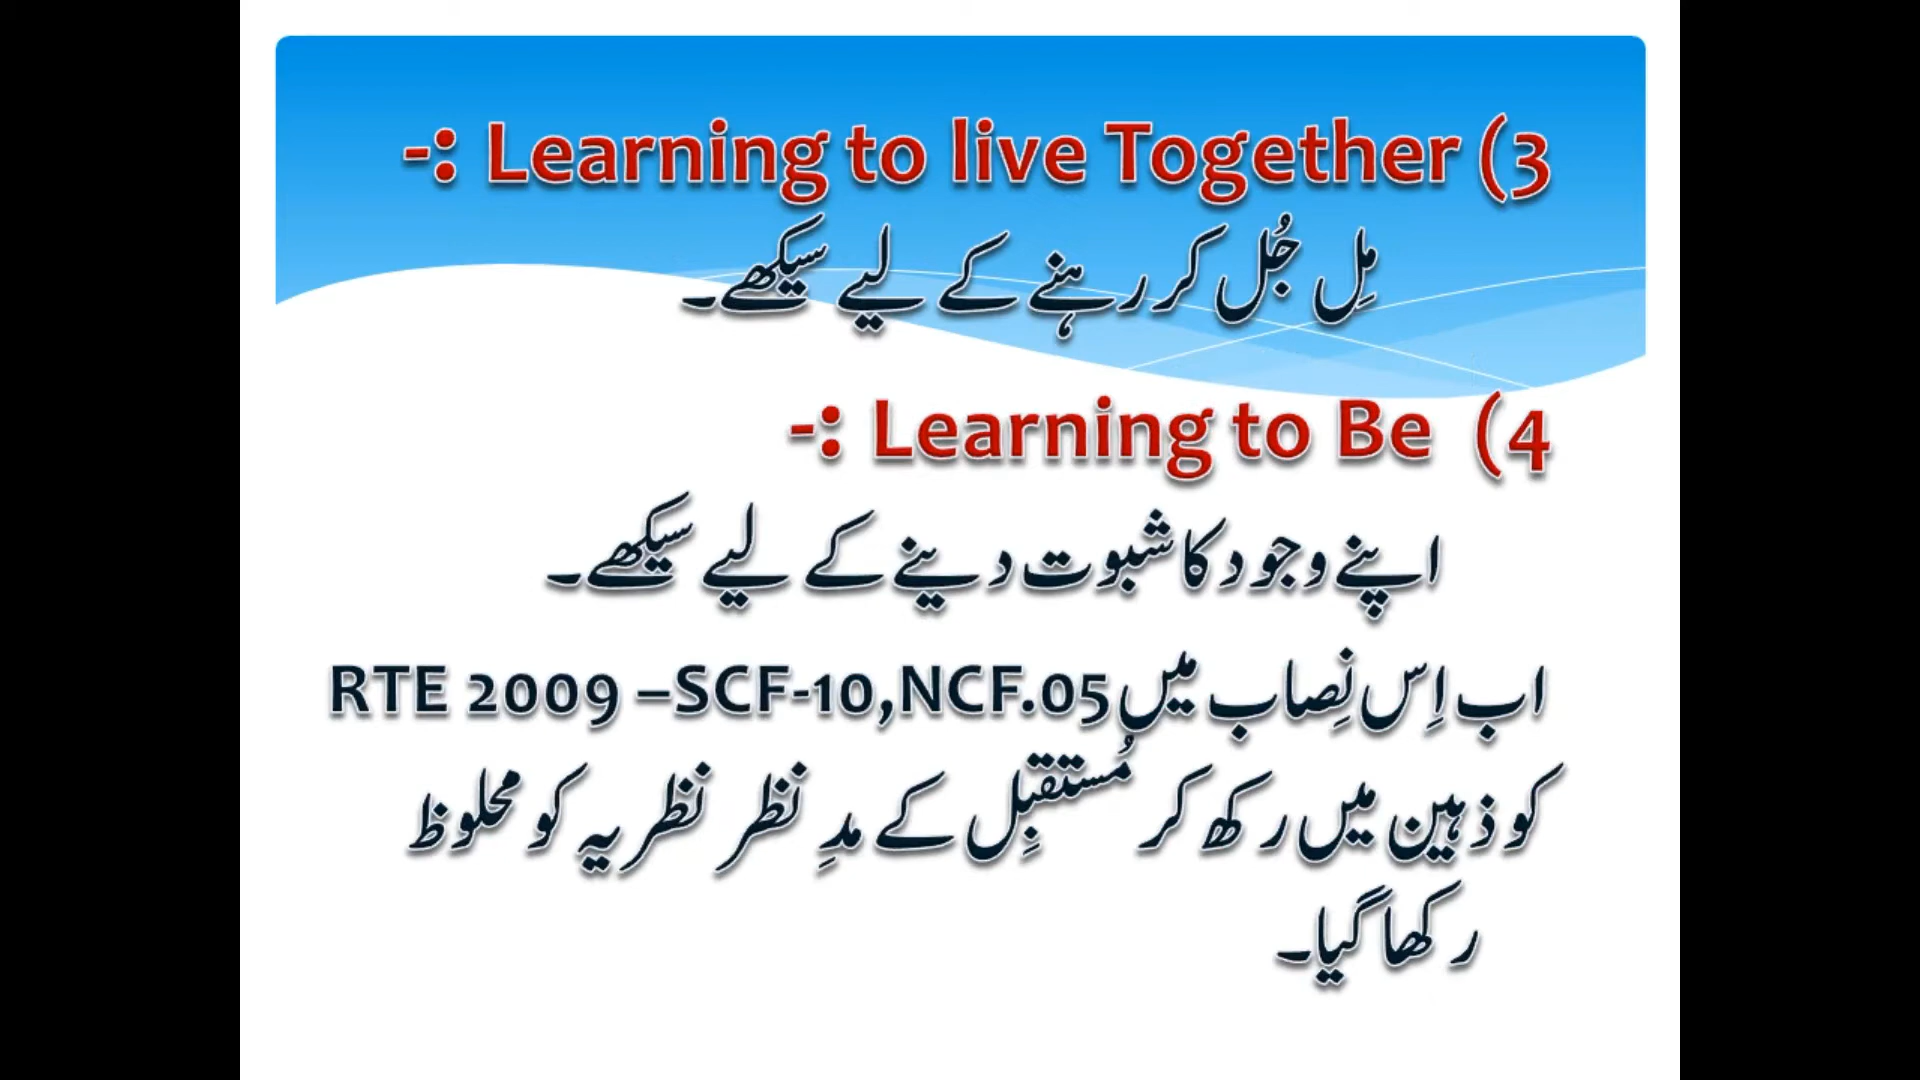 3) Learning to live Together :-
مِل جُل کر رہنے کے لیے سیکھے۔
4) Learning to Be :-
اپنے وجود کا شبوت دینے کے لیے سیکھے۔
اب اِس نِصاب میں RTE 2009 –SCF-10,NCF.05
کو ذہین میں رکھ کر مُستقبِل کے مدِ نظر نظریہ کو محلوظ
رکھا گیا۔